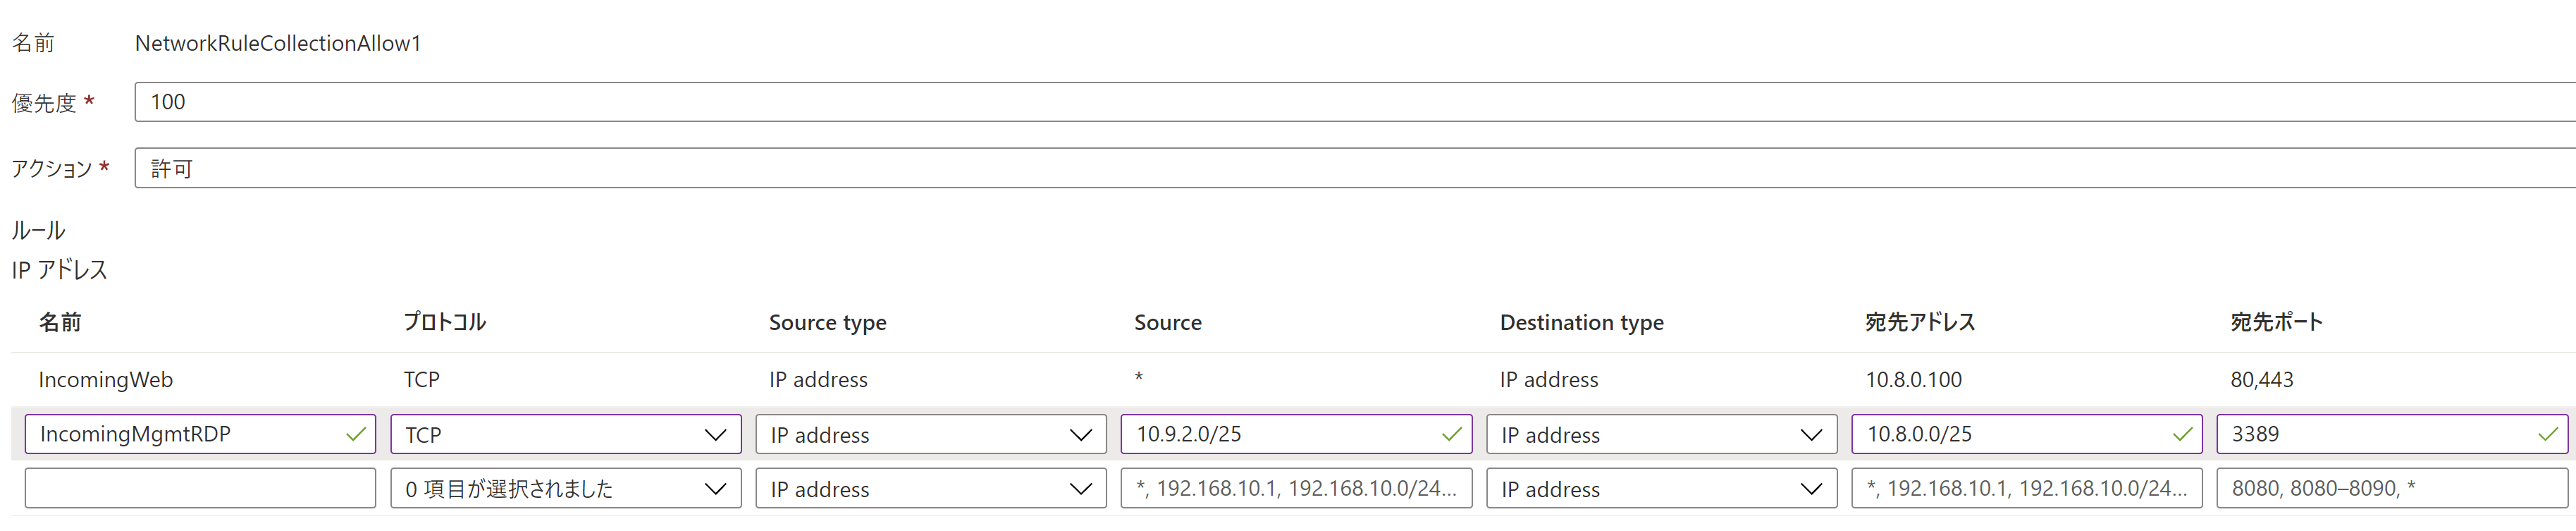 名前 NetworkRuleCollectionAllow1
優先度 * 100
アクション * 許可
ルール
IP アドレス
名前 プロトコル Source type Source Destination type 宛先アドレス 宛先ポート
IncomingWeb TCP IP address * IP address 10.8.0.100 80,443
IncomingMgmtRDP TCP IP address 10.9.2.0/25 IP address 10.8.0.0/25 3389
0 項目が選択されました IP address *, 192.168.10.1, 192.168.10.0/24... IP address *, 192.168.10.1, 192.168.10.0/24... 8080, 8080–8090, *